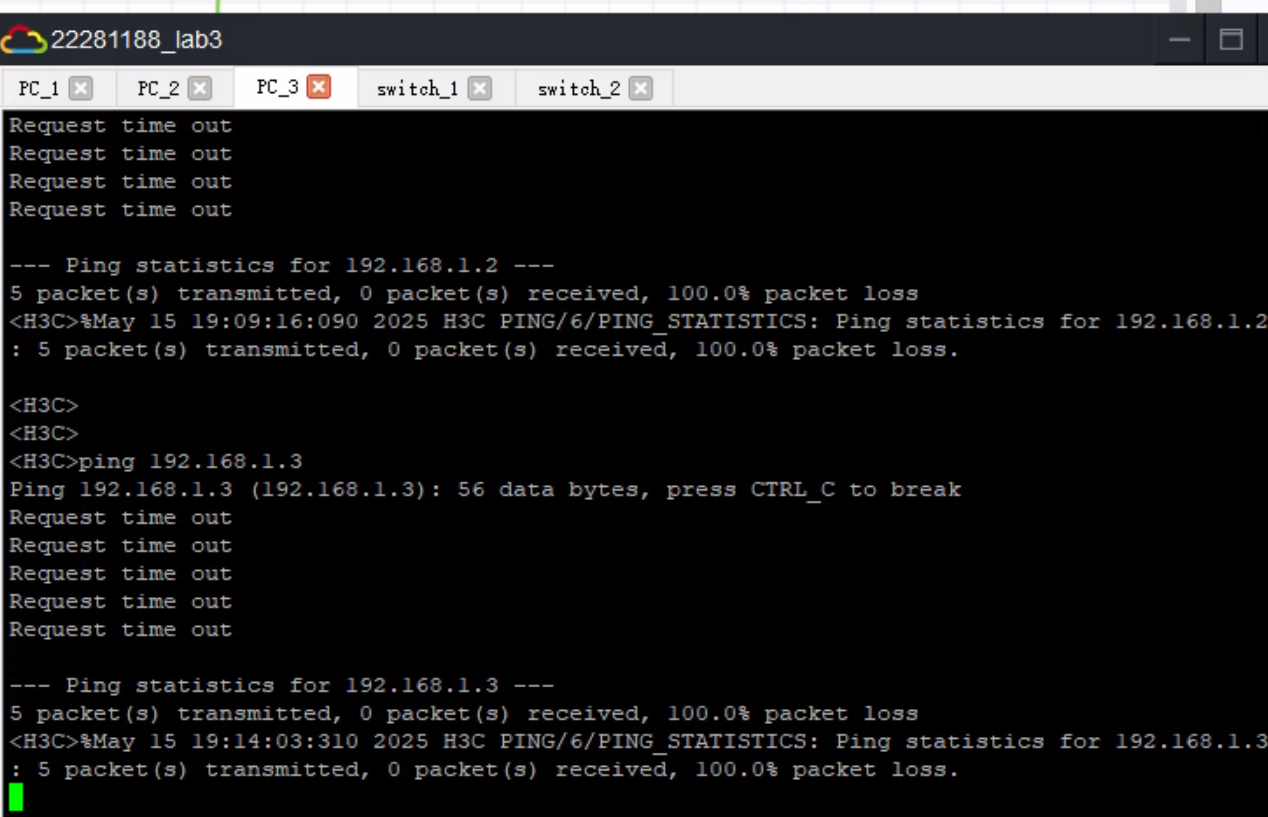 22281188_lab3
PC_1 PC_2 PC_3 switch_1 switch_2
Request time out
Request time out
Request time out
Request time out
--- Ping statistics for 192.168.1.2 ---
5 packet(s) transmitted, 0 packet(s) received, 100.0% packet loss
<H3C>%May 15 19:09:16:090 2025 H3C PING/6/PING_STATISTICS: Ping statistics for 192.168.1.2
: 5 packet(s) transmitted, 0 packet(s) received, 100.0% packet loss.
<H3C>
<H3C>
<H3C>ping 192.168.1.3
Ping 192.168.1.3 (192.168.1.3): 56 data bytes, press CTRL_C to break
Request time out
Request time out
Request time out
Request time out
Request time out
--- Ping statistics for 192.168.1.3 ---
5 packet(s) transmitted, 0 packet(s) received, 100.0% packet loss
<H3C>%May 15 19:14:03:310 2025 H3C PING/6/PING_STATISTICS: Ping statistics for 192.168.1.3
: 5 packet(s) transmitted, 0 packet(s) received, 100.0% packet loss.